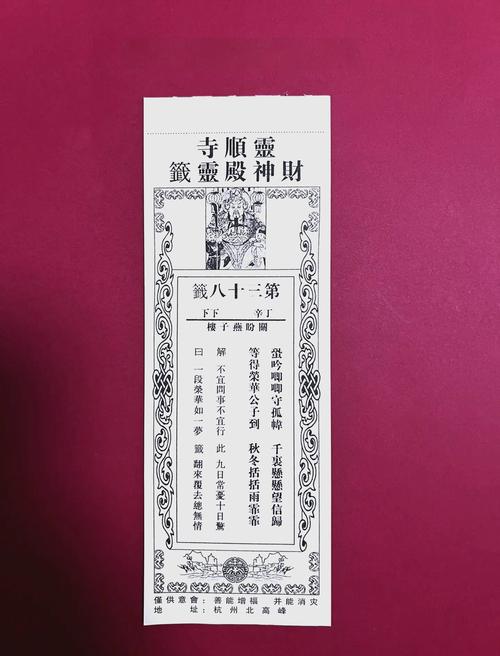 靈順寺
財神殿靈籤
第三十八籤
丁辛 下下
關盼燕子樓
蛩吟唧唧守孤幃 千裏懸懸望信歸
等得榮華公子到 秋冬括括雨霏霏
解 不宜問事不宜行 此 九日常憂十日驚
曰 一段榮華如一夢 籤 翻來覆去總無情
僅供意會：善能增福 并能消灾
地址：杭州北高峰